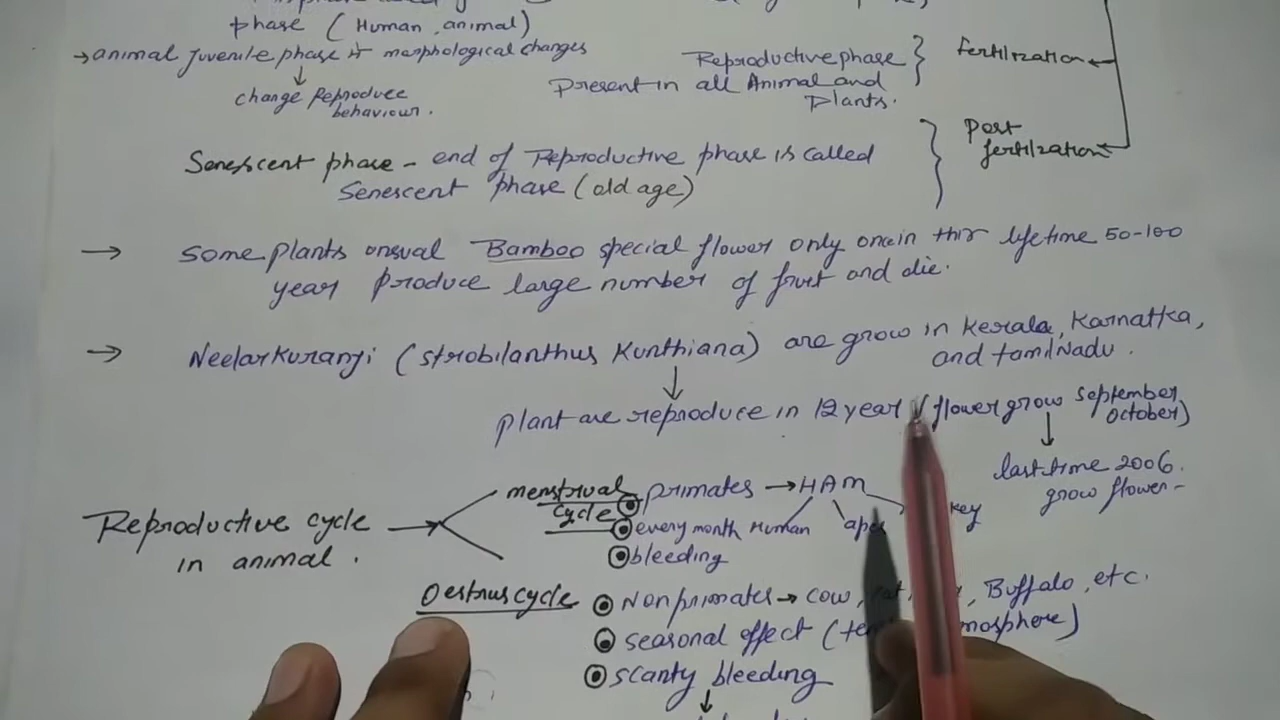 phase (Human, animal)
→animal juvenile phase morphological changes
change Reproduce
behaviour.
Reproductive phase
Present in all Animal and
Plants.
fertilization
Senescent phase - end of Reproductive phase is called
Senescent phase (old age)
Post
fertilization
→ some plants Bamboo special flower only lifetime 50-100
year produce large number of fruit and die.
→ Neelarkuranji (strobilanthus kunthiana) are grow in kerala, Karnatka,
and tamilNadu.
plant are reproduce in 12 year flower grow September
October)
last time 2006.
grow flower-
Reproductive cycle
in animal.
menstrual
cycle
primates → HAm
every month Human
key
bleeding
Oestrus cycle
Nonprimates → cow, Buffalo, etc.
seasonal effect
scanty bleeding